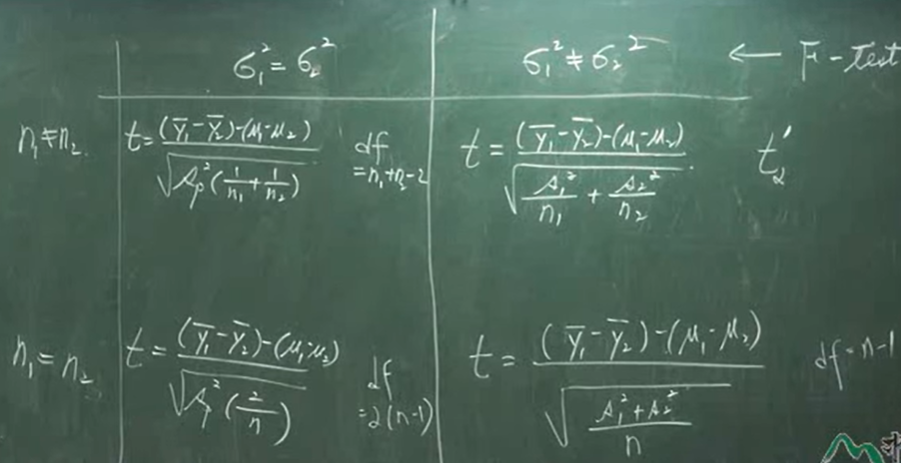 σ₁² = σ₂² σ₁² ≠ σ₂² ← F-test
n₁ ≠ n₂ t = (ȳ₁ - ȳ₂) - (μ₁ - μ₂) / √(sₚ² (1/n₁ + 1/n₂)) df = n₁ + n₂ - 2 t = (ȳ₁ - ȳ₂) - (μ₁ - μ₂) / √(s₁²/n₁ + s₂²/n₂) t'α
n₁ = n₂ t = (ȳ₁ - ȳ₂) - (μ₁ - μ₂) / √(sₚ² (2/n)) df = 2(n-1) t = (ȳ₁ - ȳ₂) - (μ₁ - μ₂) / √((s₁² + s₂²)/n) df = n-1